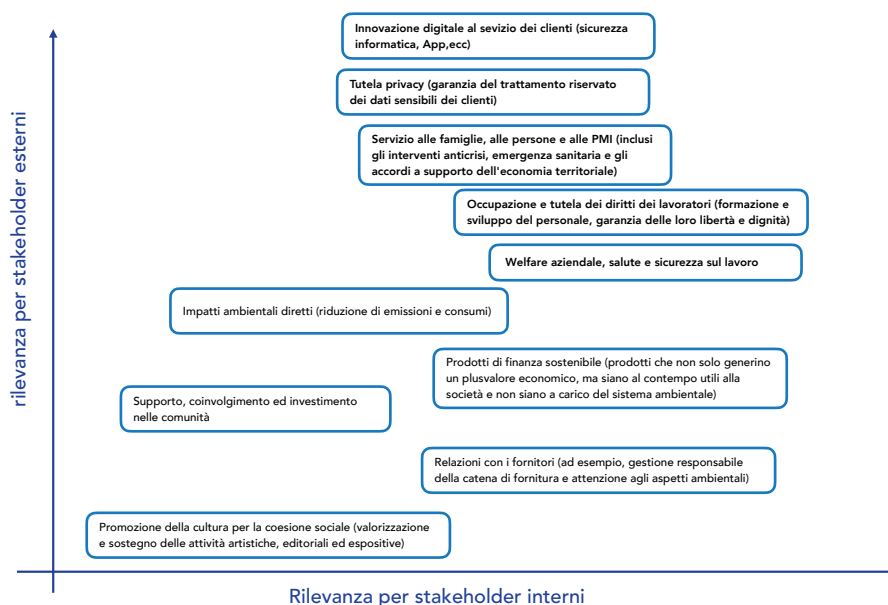 Innovazione digitale al sevizio dei clienti (sicurezza
informatica, App,ecc)
Tutela privacy (garanzia del trattamento riservato
dei dati sensibili dei clienti)
Servizio alle famiglie, alle persone e alle PMI (inclusi
gli interventi anticrisi, emergenza sanitaria e gli
accordi a supporto dell'economia territoriale)
Occupazione e tutela dei diritti dei lavoratori (formazione e
sviluppo del personale, garanzia delle loro libertà e dignità)
Welfare aziendale, salute e sicurezza sul lavoro
Impatti ambientali diretti (riduzione di emissioni e consumi)
Prodotti di finanza sostenibile (prodotti che non solo generino
un plusvalore economico, ma siano al contempo utili alla
società e non siano a carico del sistema ambientale)
Supporto, coinvolgimento ed investimento
nelle comunità
Relazioni con i fornitori (ad esempio, gestione responsabile
della catena di fornitura e attenzione agli aspetti ambientali)
Promozione della cultura per la coesione sociale (valorizzazione
e sostegno delle attività artistiche, editoriali ed espositive)
rilevanza per stakeholder esterni
Rilevanza per stakeholder interni